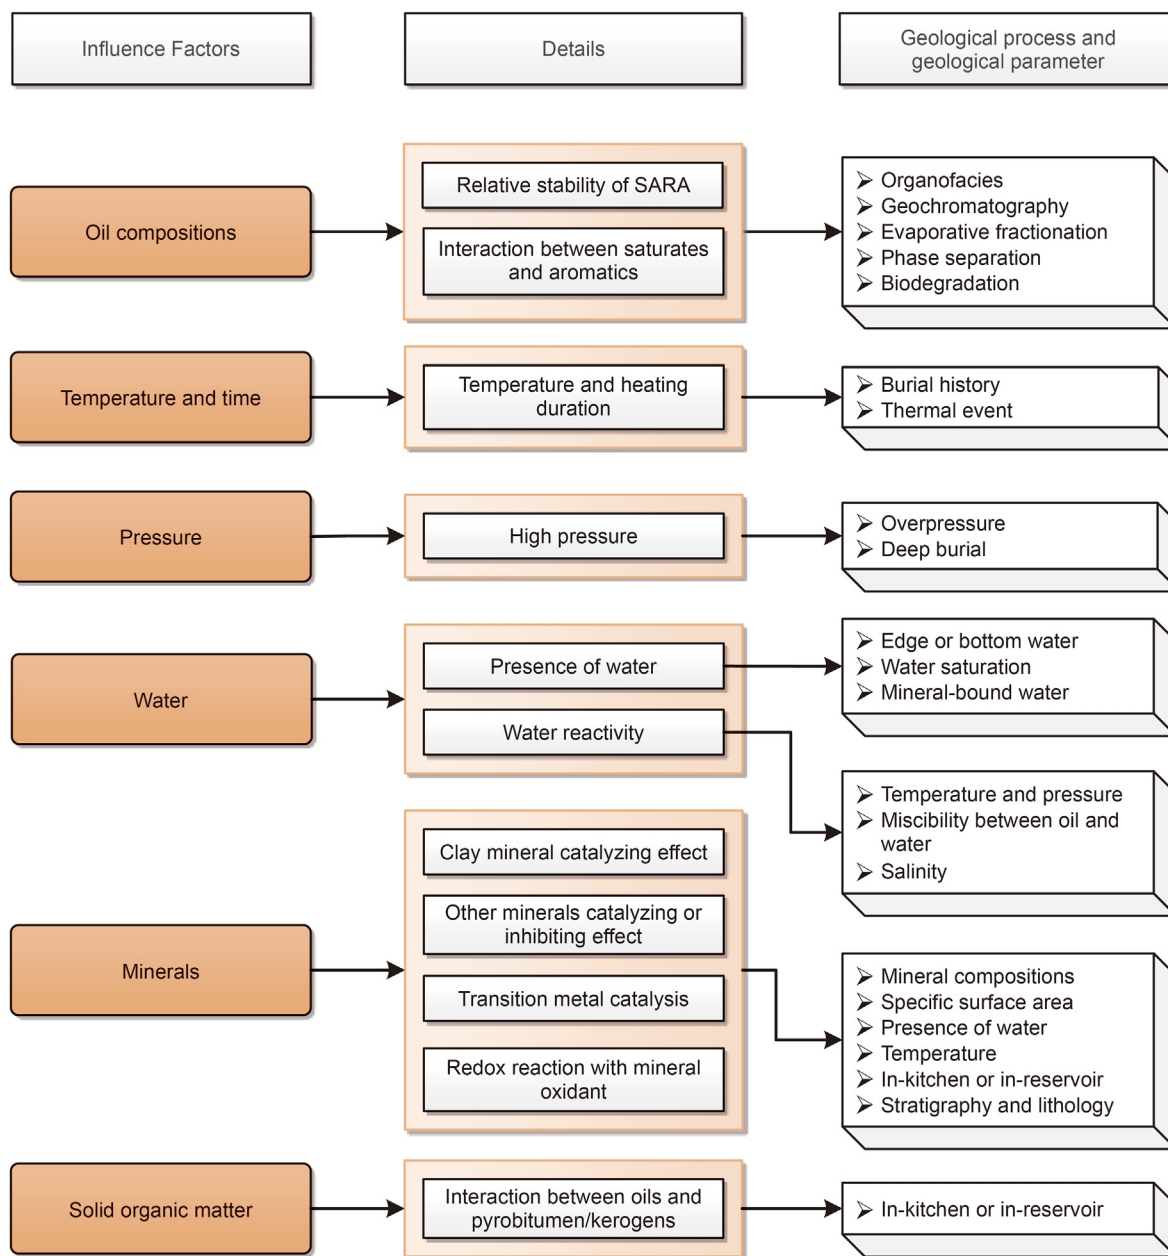 Influence Factors
Details
Geological process and
geological parameter
Oil compositions
Relative stability of SARA
Interaction between saturates
and aromatics
Organofacies
Geochromatography
Evaporative fractionation
Phase separation
Biodegradation
Temperature and time
Temperature and heating
duration
Burial history
Thermal event
Pressure
High pressure
Overpressure
Deep burial
Water
Presence of water
Water reactivity
Edge or bottom water
Water saturation
Mineral-bound water
Temperature and pressure
Miscibility between oil and
water
Salinity
Minerals
Clay mineral catalyzing effect
Other minerals catalyzing or
inhibiting effect
Transition metal catalysis
Redox reaction with mineral
oxidant
Mineral compositions
Specific surface area
Presence of water
Temperature
In-kitchen or in-reservoir
Stratigraphy and lithology
Solid organic matter
Interaction between oils and
pyrobitumen/kerogens
In-kitchen or in-reservoir